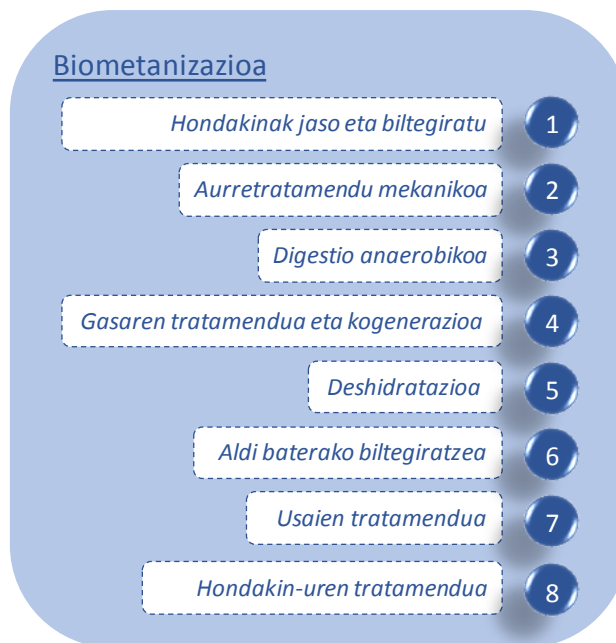 Biometanizazioa
Hondakinak jaso eta biltegiratu 1
Aurretratamendu mekanikoa 2
Digestio anaerobikoa 3
Gasaren tratamendua eta kogenerazioa 4
Deshidratazioa 5
Aldi baterako biltegiratzea 6
Usaien tratamendua 7
Hondakin-uren tratamendua 8